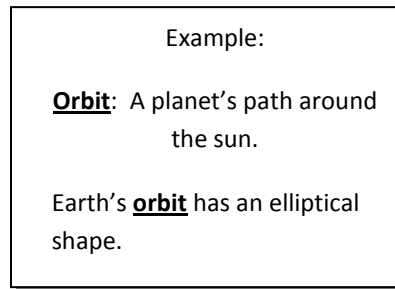 Example:
Orbit:  A planet’s path around
the sun.
Earth’s orbit has an elliptical
shape.